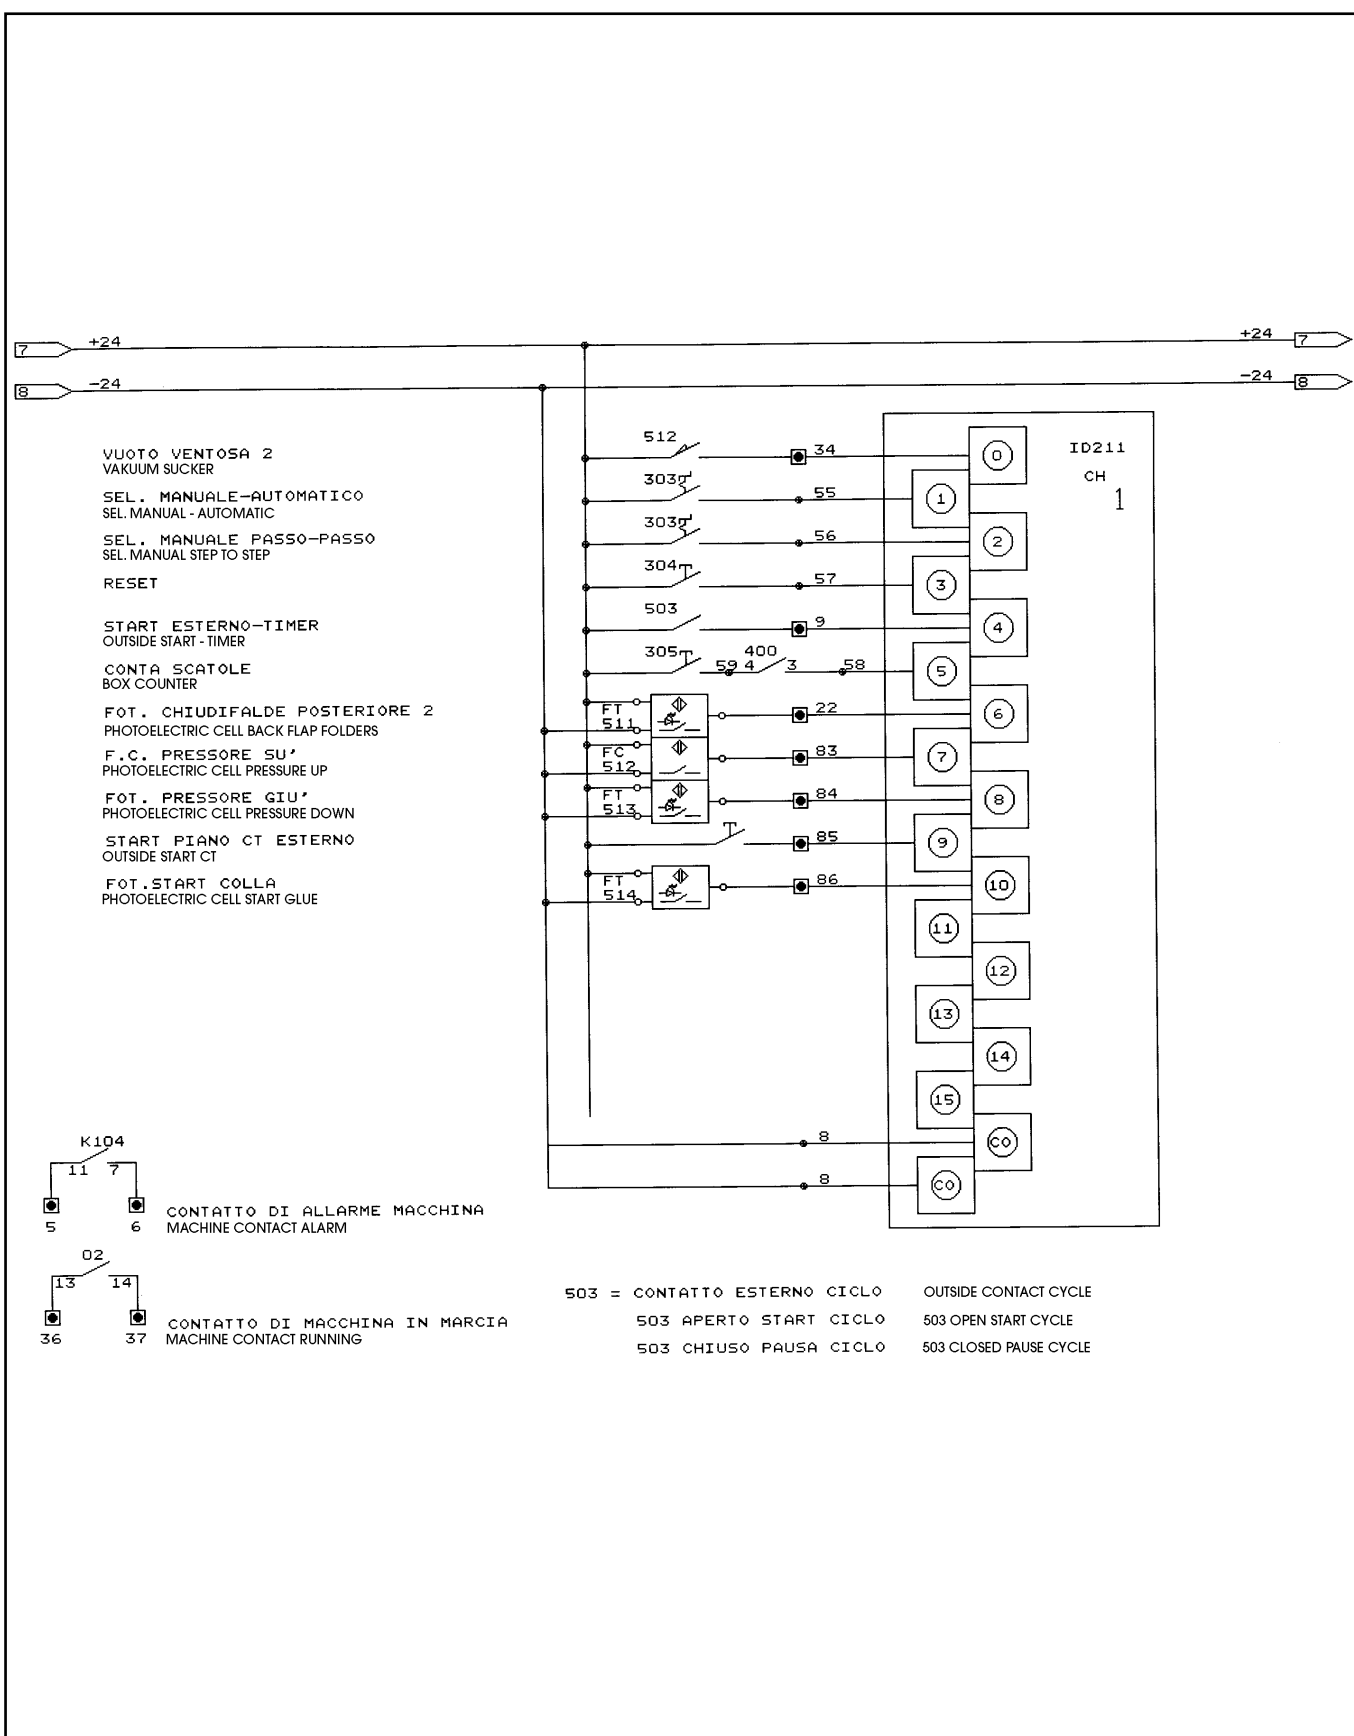 +24 +24
7 7
-24 -24
8 8
VUOTO VENTOSA 2
VAKUUM SUCKER
512 34 0
ID211
CH
1
SEL. MANUALE-AUTOMATICO
SEL. MANUAL - AUTOMATIC
303 55 1
SEL. MANUALE PASSO-PASSO
SEL. MANUAL STEP TO STEP
303 56 2
RESET
304 57 3
START ESTERNO-TIMER
OUTSIDE START - TIMER
503 9 4
CONTA SCATOLE
BOX COUNTER
305 59 4 400 3 58 5
FOT. CHIUDIFALDE POSTERIORE 2
PHOTOELECTRIC CELL BACK FLAP FOLDERS
FT
511 22 6
F.C. PRESSORE SU'
PHOTOELECTRIC CELL PRESSURE UP
FC
512 83 7
FOT. PRESSORE GIU'
PHOTOELECTRIC CELL PRESSURE DOWN
FT
513 84 8
START PIANO CT ESTERNO
OUTSIDE START CT
85 9
FOT.START COLLA
PHOTOELECTRIC CELL START GLUE
FT
514 86 10
11
12
13
14
15
8 CO
8 CO
K104
11 7
5 6
CONTATTO DI ALLARME MACCHINA
MACHINE CONTACT ALARM
02
13 14
36 37
CONTATTO DI MACCHINA IN MARCIA
MACHINE CONTACT RUNNING
503 = CONTATTO ESTERNO CICLO OUTSIDE CONTACT CYCLE
503 APERTO START CICLO 503 OPEN START CYCLE
503 CHIUSO PAUSA CICLO 503 CLOSED PAUSE CYCLE